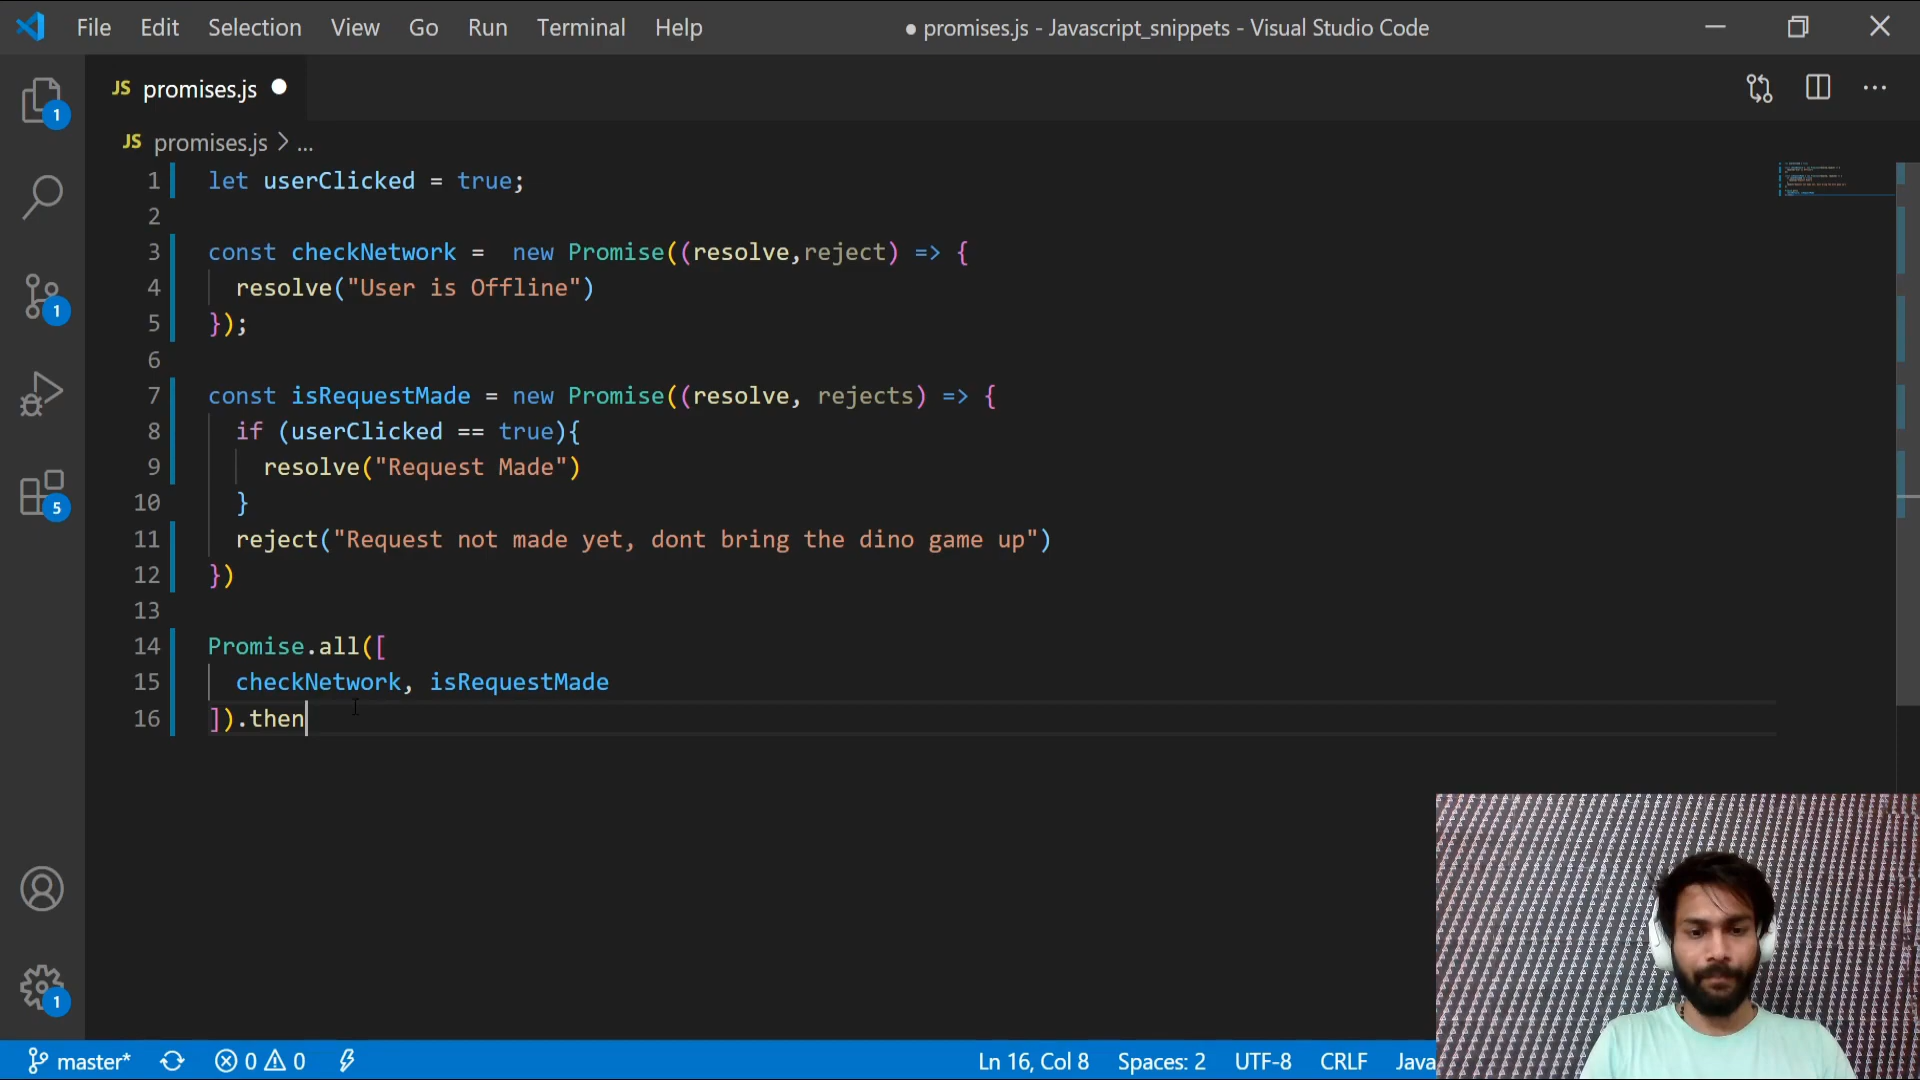 File Edit Selection View Go Run Terminal Help ● promises.js - Javascript_snippets - Visual Studio Code
JS promises.js
JS promises.js > ...
1 let userClicked = true;
2
3 const checkNetwork =  new Promise((resolve,reject) => {
4 resolve("User is Offline")
5 });
6
7 const isRequestMade = new Promise((resolve, rejects) => {
8 if (userClicked == true){
9 resolve("Request Made")
10 }
11 reject("Request not made yet, dont bring the dino game up")
12 })
13
14 Promise.all([
15 checkNetwork, isRequestMade
16 ]).then
1
1
5
1
master* 0 0 Ln 16, Col 8 Spaces: 2 UTF-8 CRLF Java